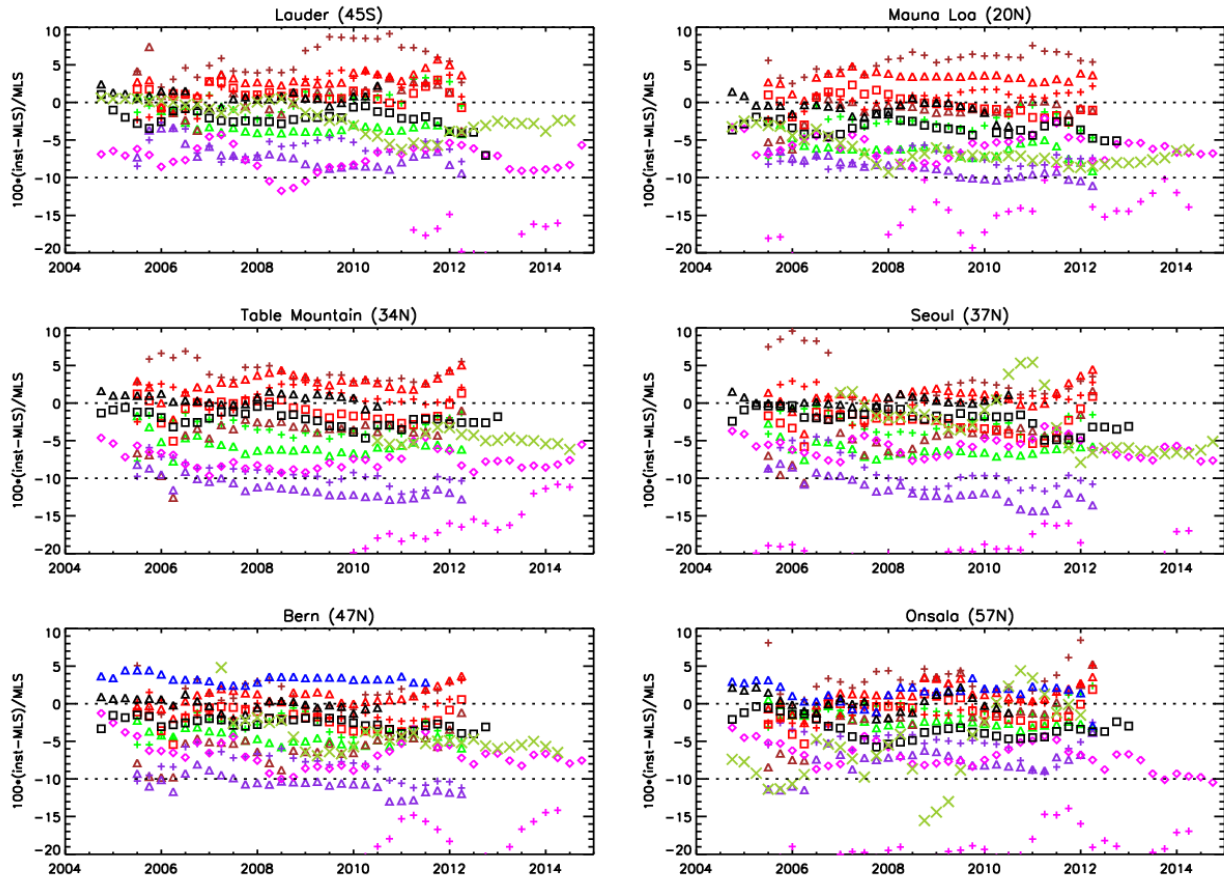 Lauder (45S)
100*(inst-MLS)/MLS
10
5
0
-5
-10
-15
-20
2004 2006 2008 2010 2012 2014
Mauna Loa (20N)
100*(inst-MLS)/MLS
10
5
0
-5
-10
-15
-20
2004 2006 2008 2010 2012 2014
Table Mountain (34N)
100*(inst-MLS)/MLS
10
5
0
-5
-10
-15
-20
2004 2006 2008 2010 2012 2014
Seoul (37N)
100*(inst-MLS)/MLS
10
5
0
-5
-10
-15
-20
2004 2006 2008 2010 2012 2014
Bern (47N)
100*(inst-MLS)/MLS
10
5
0
-5
-10
-15
-20
2004 2006 2008 2010 2012 2014
Onsala (57N)
100*(inst-MLS)/MLS
10
5
0
-5
-10
-15
-20
2004 2006 2008 2010 2012 2014